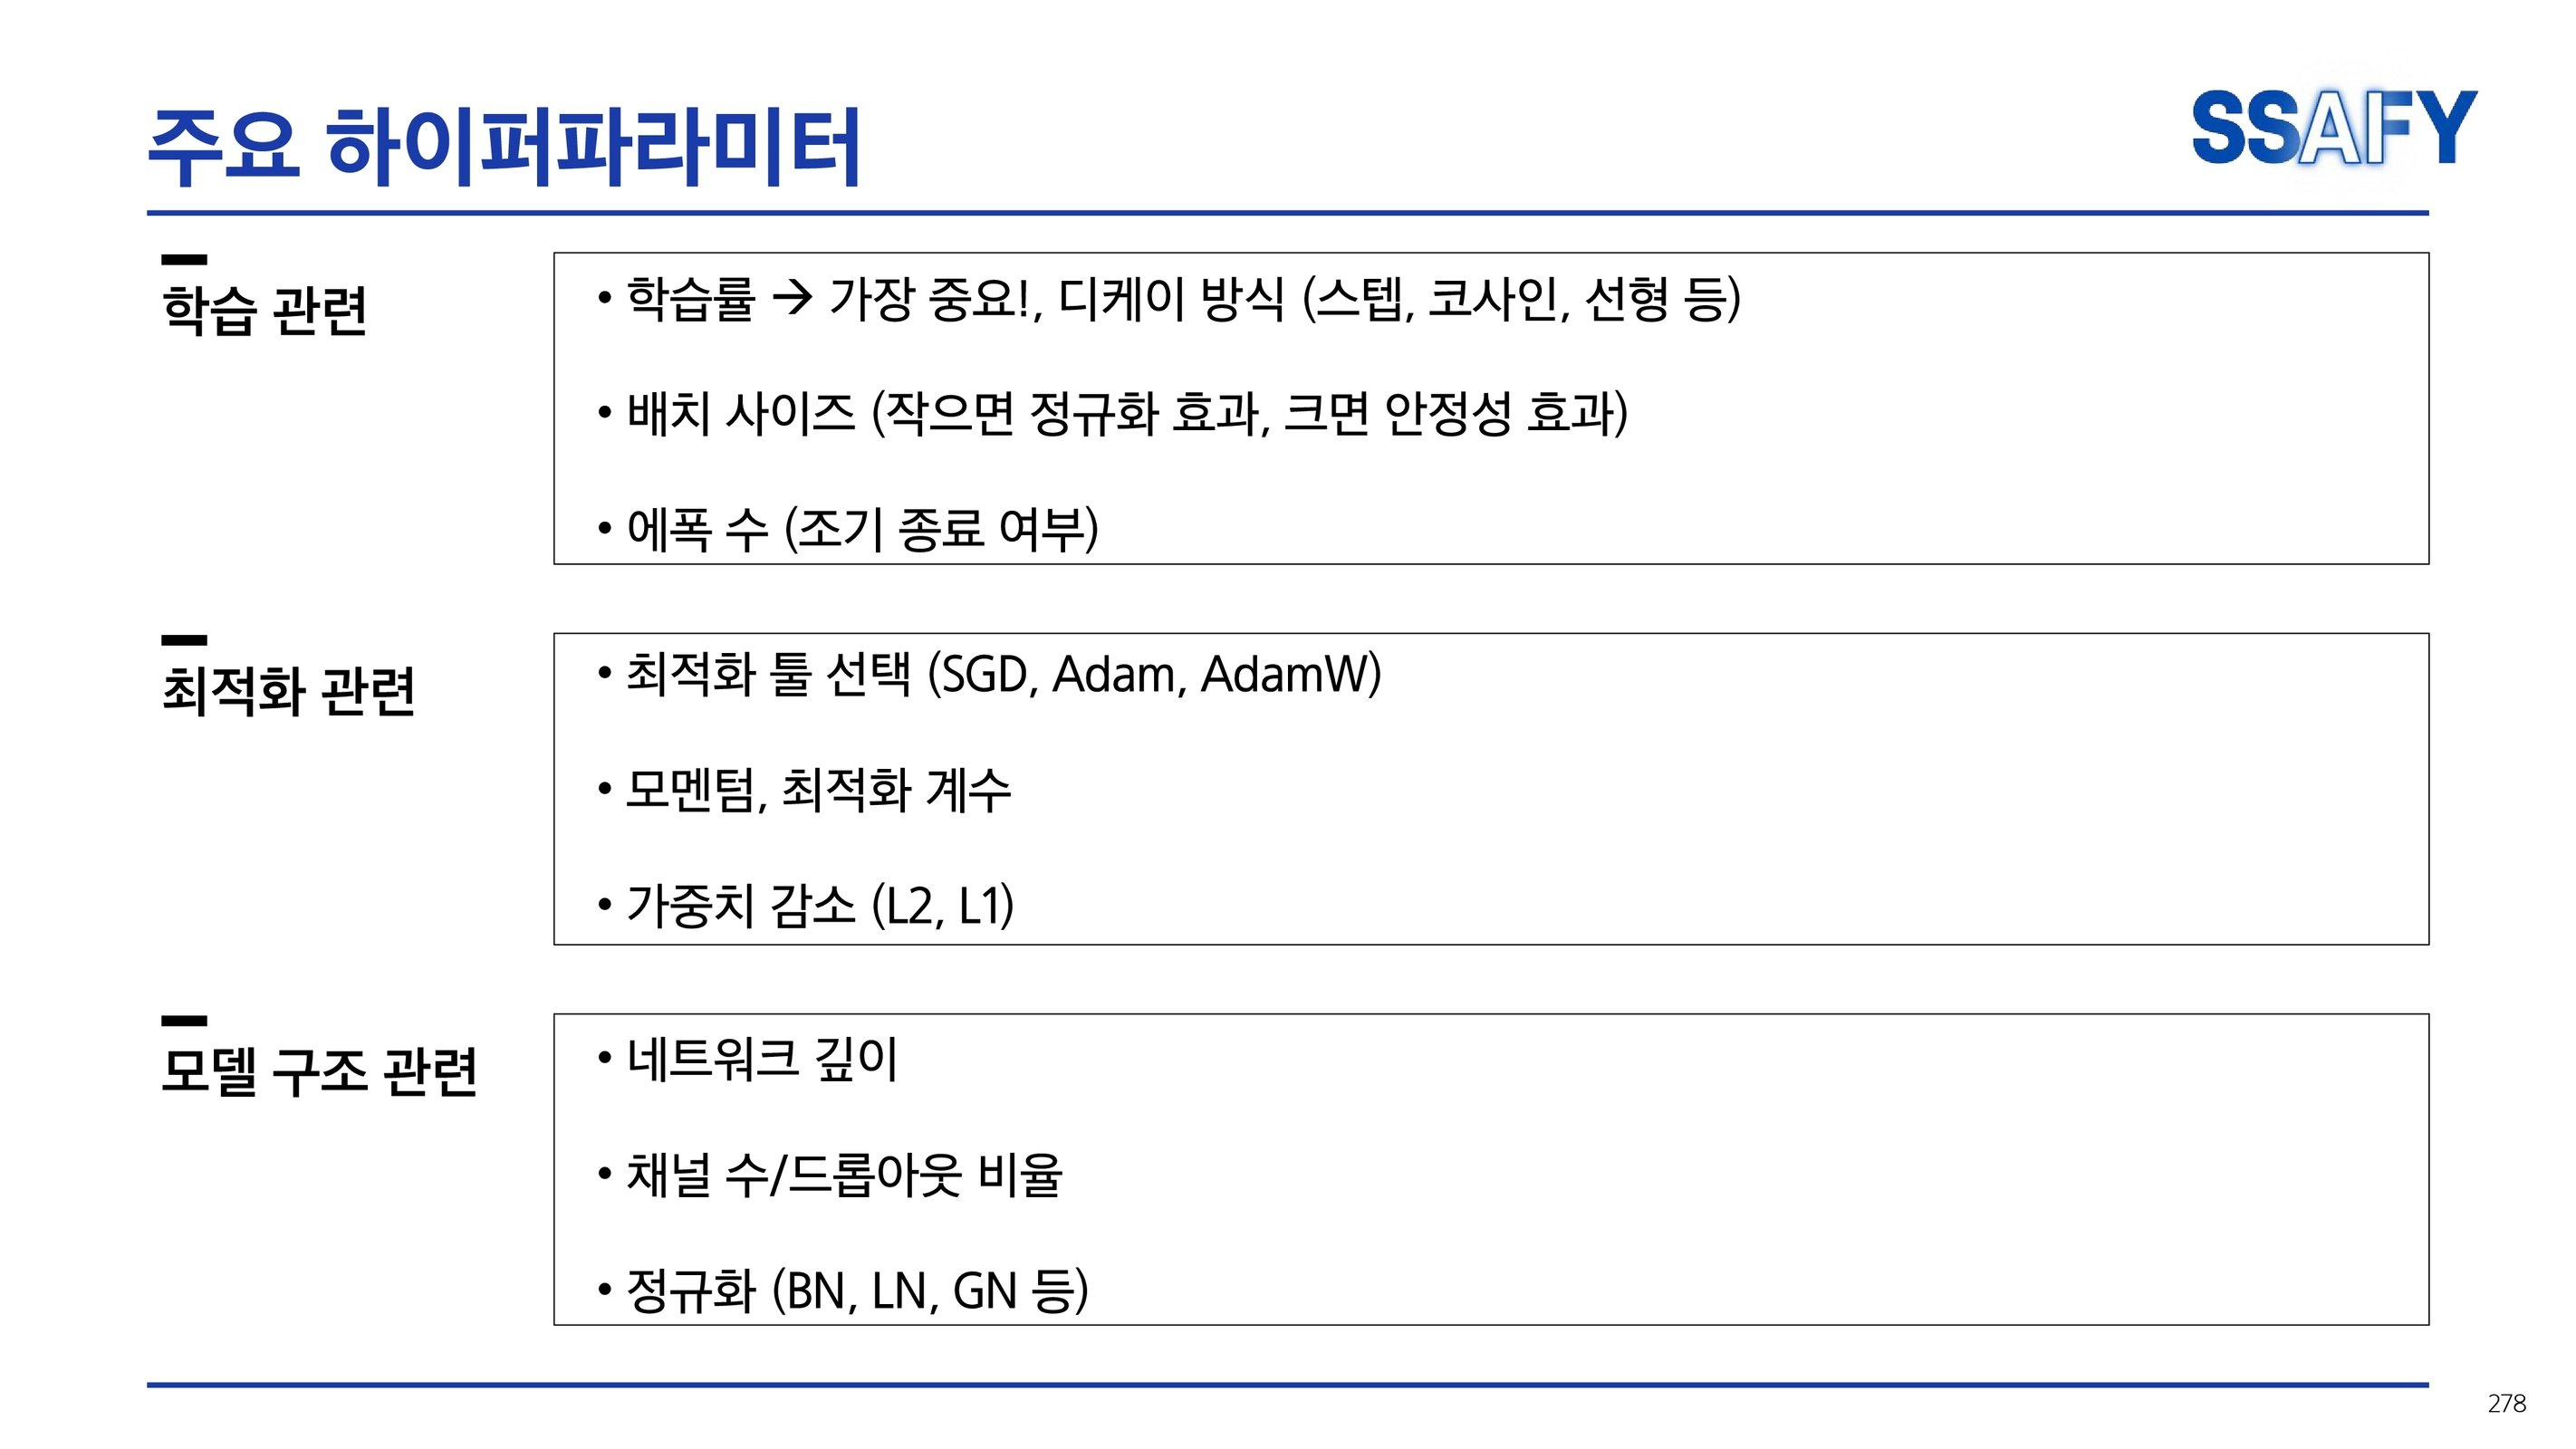 주요 하이퍼파라미터
SSAFY
학습 관련
• 학습률 → 가장 중요!, 디케이 방식 (스텝, 코사인, 선형 등)
• 배치 사이즈 (작으면 정규화 효과, 크면 안정성 효과)
• 에폭 수 (조기 종료 여부)
최적화 관련
• 최적화 툴 선택 (SGD, Adam, AdamW)
• 모멘텀, 최적화 계수
• 가중치 감소 (L2, L1)
모델 구조 관련
• 네트워크 깊이
• 채널 수/드롭아웃 비율
• 정규화 (BN, LN, GN 등)
278